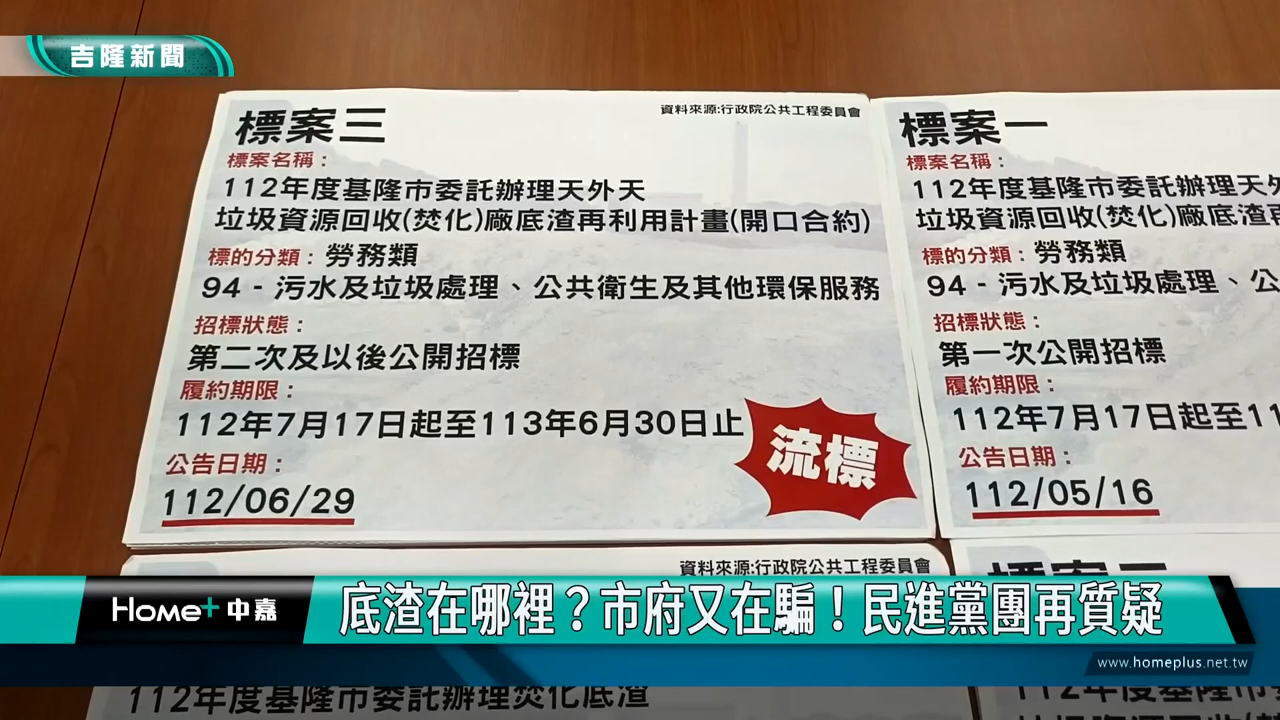 吉隆新聞
標案三
資料來源:行政院公共工程委員會
標案名稱：
112年度基隆市委託辦理天外天
垃圾資源回收(焚化)廠底渣再利用計畫(開口合約)
標的分類：勞務類
94 - 污水及垃圾處理、公共衛生及其他環保服務
招標狀態：
第二次及以後公開招標
履約期限：
112年7月17日起至113年6月30日止
公告日期：
112/06/29
流標
標案一
標案名稱：
112年度基隆市委託辦理天
垃圾資源回收(焚化)廠底渣
標的分類：勞務類
94 - 污水及垃圾處理、公
招標狀態：
第一次公開招標
履約期限：
112年7月17日起至11
公告日期：
112/05/16
資料來源:行政院公共工程委員會
Home+中嘉
底渣在哪裡？市府又在騙！民進黨團再質疑
www.homeplus.net.tw
112年度基隆市委託辦理焚化底渣
112年度基隆市